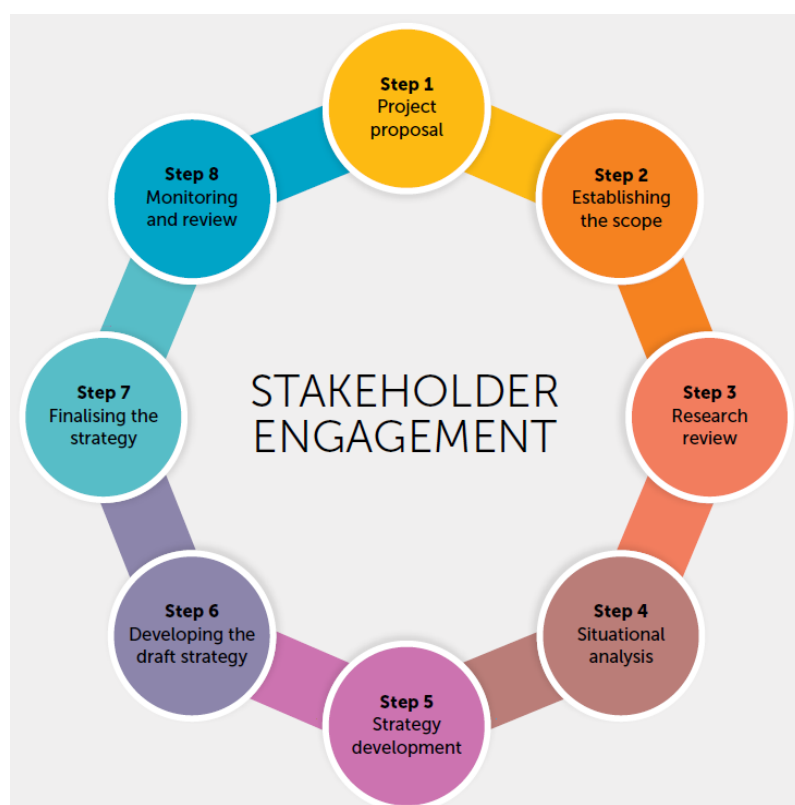 Step 1
Project
proposal
Step 2
Establishing
the scope
Step 3
Research
review
Step 4
Situational
analysis
Step 5
Strategy
development
Step 6
Developing the
draft strategy
Step 7
Finalising the
strategy
Step 8
Monitoring
and review
STAKEHOLDER
ENGAGEMENT